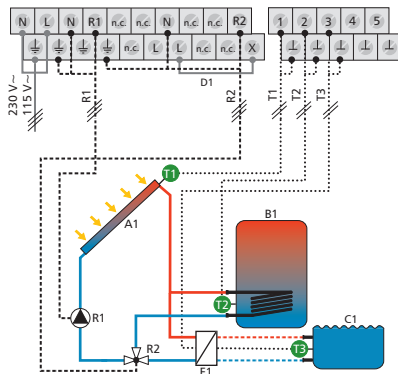 N L R1 n.c. n.c. N R2 1 2 3 4 5
n.c. L L n.c. X
D1
230 V~
115 V~
R1
R2
T1
T2
T3
T1
A1
B1
T2
R1
R2
C1
T3
F1